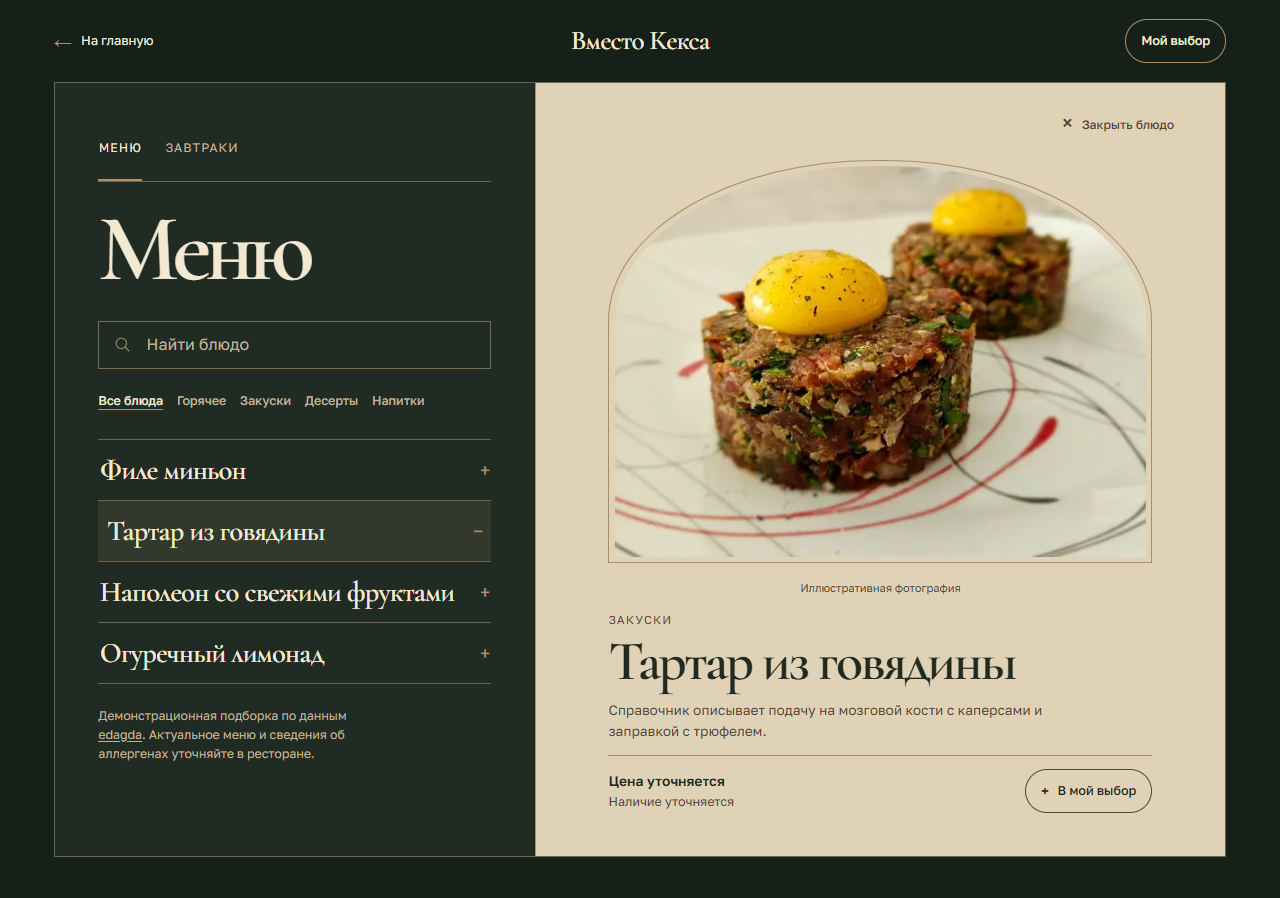 ← На главную
Вместо Кекса
Мой выбор
МЕНЮ ЗАВТРАКИ
Меню
Найти блюдо
Все блюда Горячее Закуски Десерты Напитки
Филе миньон +
Тартар из говядины −
Наполеон со свежими фруктами +
Огуречный лимонад +
Демонстрационная подборка по данным
edagda. Актуальное меню и сведения об
аллергенах уточняйте в ресторане.
× Закрыть блюдо
Иллюстративная фотография
ЗАКУСКИ
Тартар из говядины
Справочник описывает подачу на мозговой кости с каперсами и
заправкой с трюфелем.
Цена уточняется
Наличие уточняется
+ В мой выбор